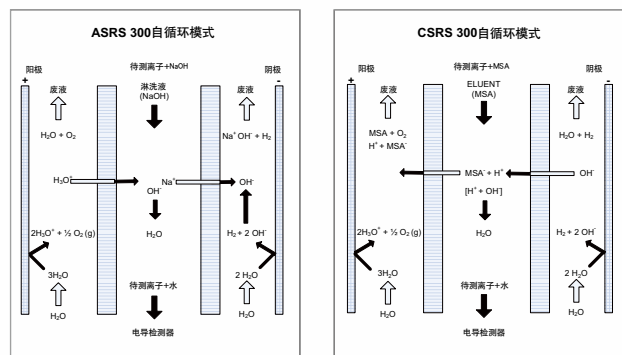 ASRS 300自循环模式
阳极
待测离子+NaOH
阴极
+
-
废液
淋洗液
(NaOH)
废液
H₂O + O₂
Na⁺ OH⁻ + H₂
H₃O⁺
OH⁻
Na⁺
OH⁻
H₂O
2H₃O⁺ + ½ O₂ (g)
H₂ + 2 OH⁻
3H₂O
2 H₂O
待测离子+水
H₂O
H₂O
电导检测器
CSRS 300自循环模式
阳极
待测离子+MSA
阴极
+
-
废液
ELUENT
(MSA)
废液
MSA + O₂
H⁺ + MSA⁻
H₂O + H₂
MSA⁻ + H⁺
OH⁻
[H⁺ + OH⁻]
H₂O
2H₃O⁺ + ½ O₂ (g)
H₂ + 2 OH⁻
3H₂O
2 H₂O
待测离子+水
H₂O
H₂O
电导检测器